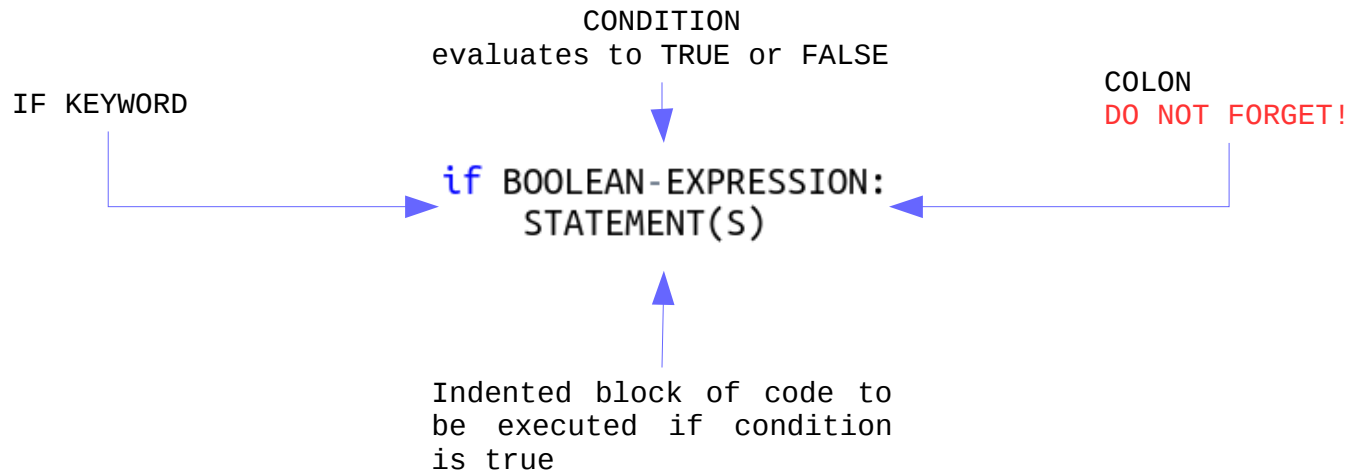 CONDITION
evaluates to TRUE or FALSE
IF KEYWORD
COLON
DO NOT FORGET!
if BOOLEAN-EXPRESSION:
STATEMENT(S)
Indented block of code to
be executed if condition
is true